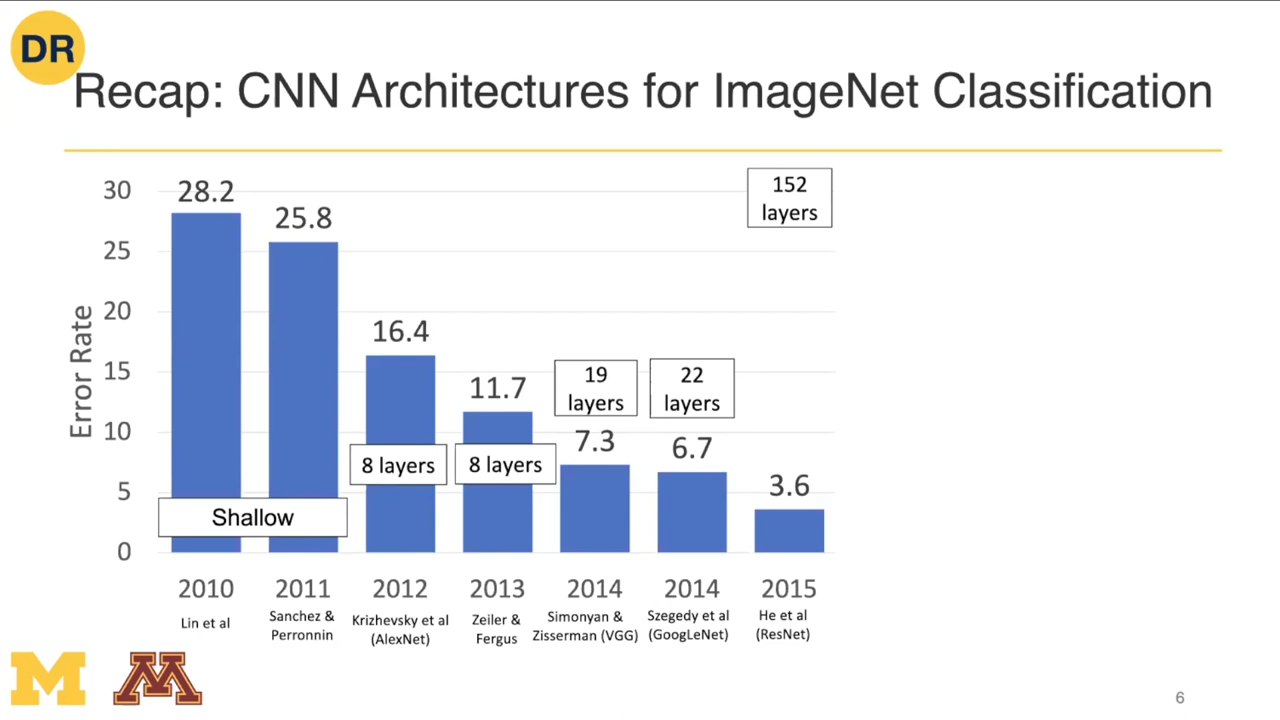 DR
Recap: CNN Architectures for ImageNet Classification
Error Rate
30
25
20
15
10
5
0
28.2
25.8
16.4
11.7
7.3
6.7
3.6
Shallow
8 layers
8 layers
19
layers
22
layers
152
layers
2010
Lin et al
2011
Sanchez &
Perronnin
2012
Krizhevsky et al
(AlexNet)
2013
Zeiler &
Fergus
2014
Simonyan &
Zisserman (VGG)
2014
Szegedy et al
(GoogLeNet)
2015
He et al
(ResNet)
M
M
6